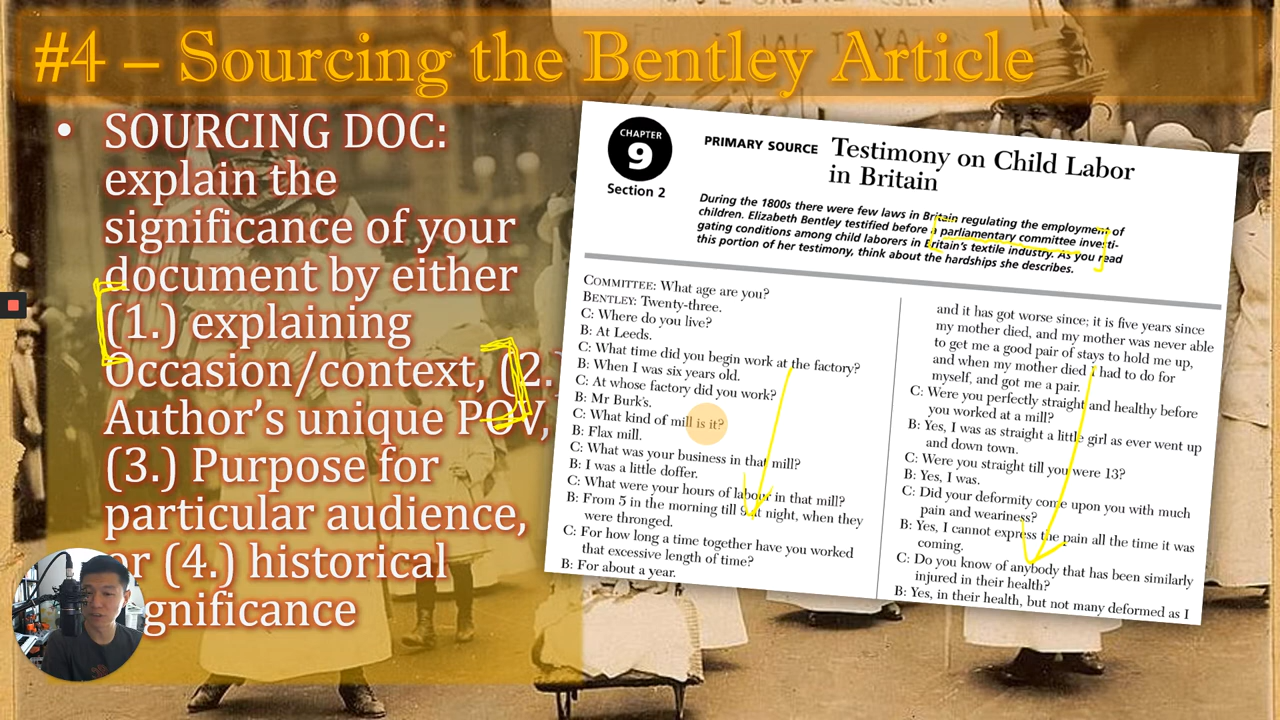 #4 – Sourcing the Bentley Article
• SOURCING DOC:
explain the
significance of your
document by either
(1.) explaining
Occasion/context, (2.)
Author's unique POV,
(3.) Purpose for
particular audience,
or (4.) historical
significance
CHAPTER
9
Section 2
PRIMARY SOURCE Testimony on Child Labor
in Britain
During the 1800s there were few laws in Britain regulating the employment of
children. Elizabeth Bentley testified before a parliamentary committee investi-
gating conditions among child laborers in Britain's textile industry. As you read
this portion of her testimony, think about the hardships she describes.
COMMITTEE: What age are you?
BENTLEY: Twenty-three.
C: Where do you live?
B: At Leeds.
C: What time did you begin work at the factory?
B: When I was six years old.
C: At whose factory did you work?
B: Mr Burk's.
C: What kind of mill is it?
B: Flax mill.
C: What was your business in that mill?
B: I was a little doffer.
C: What were your hours of labour in that mill?
B: From 5 in the morning till 9 at night, when they
were thronged.
C: For how long a time together have you worked
that excessive length of time?
B: For about a year.
and it has got worse since; it is five years since
my mother died, and my mother was never able
to get me a good pair of stays to hold me up,
and when my mother died I had to do for
myself, and got me a pair.
C: Were you perfectly straight and healthy before
you worked at a mill?
B: Yes, I was as straight a little girl as ever went up
and down town.
C: Were you straight till you were 13?
B: Yes, I was.
C: Did your deformity come upon you with much
pain and weariness?
B: Yes, I cannot express the pain all the time it was
coming.
C: Do you know of anybody that has been similarly
injured in their health?
B: Yes, in their health, but not many deformed as I